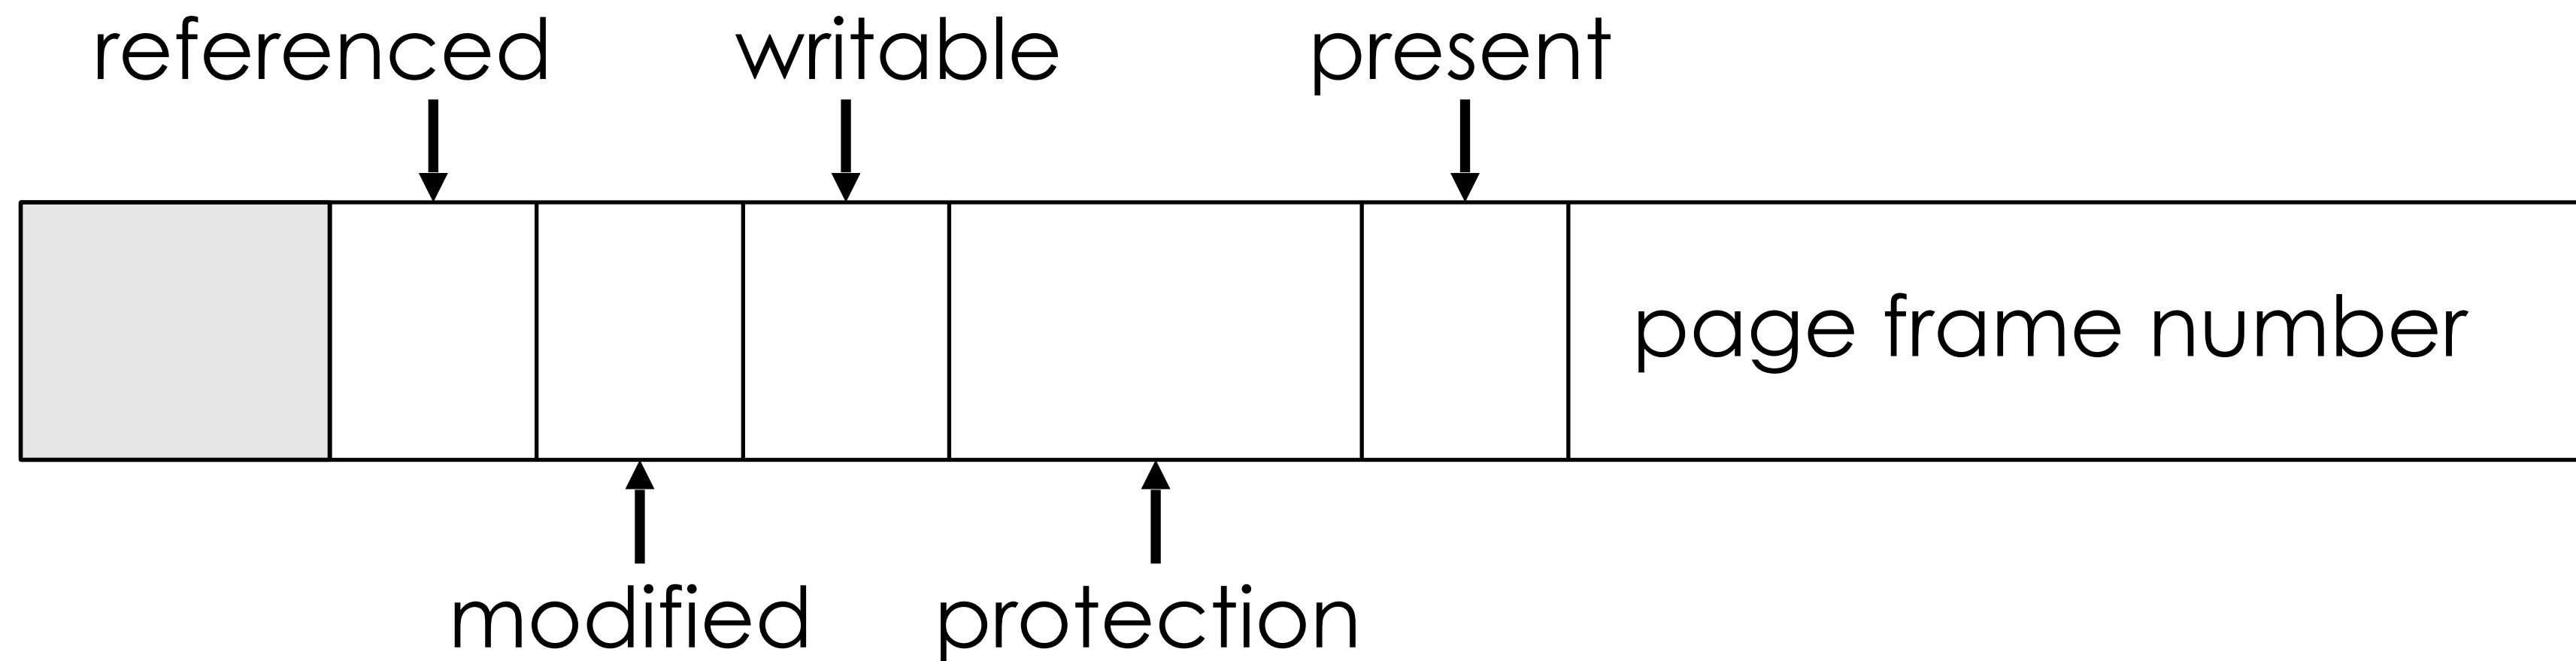 referenced writable present
page frame number
modified protection